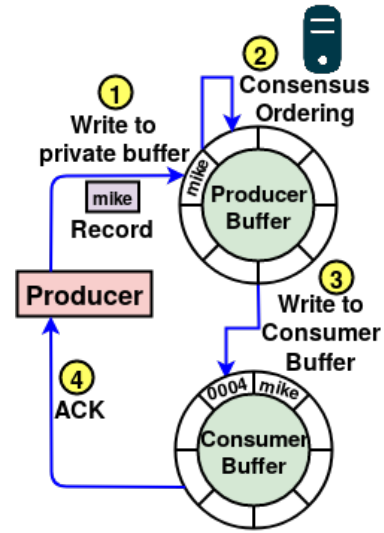 1
Write to
private buffer
mike
Record
2
Consensus
Ordering
mike
Producer
Buffer
3
Write to
Consumer
Buffer
Producer
4
ACK
0004 mike
Consumer
Buffer